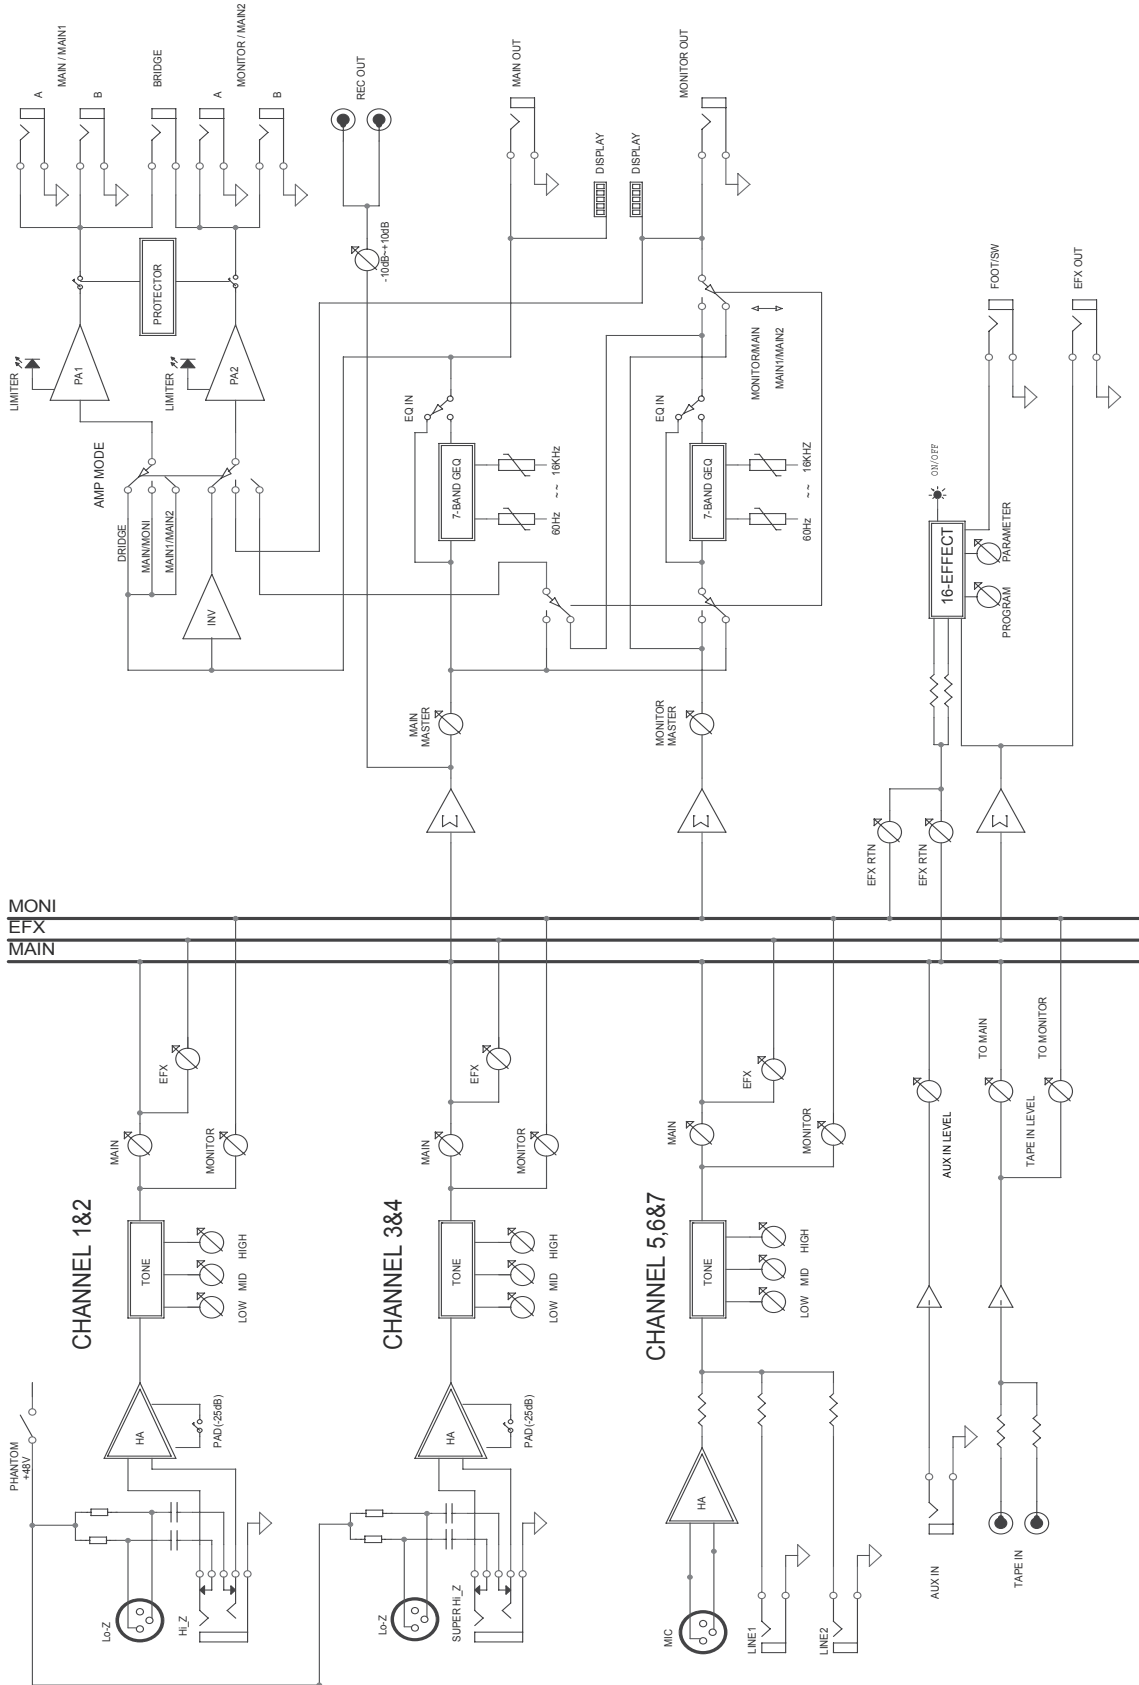 PHANTOM
+48V
Lo-Z
Hi_Z
HA
PAD(-25dB)
CHANNEL 1&2
TONE
LOW
MID
HIGH
MAIN
MONITOR
EFX
Lo-Z
SUPER Hi_Z
HA
PAD(-25dB)
CHANNEL 3&4
TONE
LOW
MID
HIGH
MAIN
MONITOR
EFX
MIC
LINE1
LINE2
HA
CHANNEL 5,6&7
TONE
LOW
MID
HIGH
MAIN
MONITOR
EFX
AUX IN
AUX IN LEVEL
TAPE IN
TAPE IN LEVEL
TO MAIN
TO MONITOR
MONI
EFX
MAIN
Σ
MAIN
MASTER
Σ
MONITOR
MASTER
EFX RTN
EFX RTN
Σ
INV
DRIDGE
MAIN/MONI
MAIN1/MAIN2
AMP MODE
LIMITER
PA1
LIMITER
PA2
PROTECTOR
A
MAIN / MAIN1
B
BRIDGE
A
MONITOR / MAIN2
B
-10dB~+10dB
REC OUT
7-BAND GEQ
EQ IN
60Hz
~ ~
16KHz
MAIN OUT
DISPLAY
DISPLAY
7-BAND GEQ
EQ IN
60Hz
~ ~
16KHZ
MONITOR/MAIN
MAIN1/MAIN2
MONITOR OUT
16-EFFECT
PROGRAM
PARAMETER
ON/OFF
FOOT/SW
EFX OUT